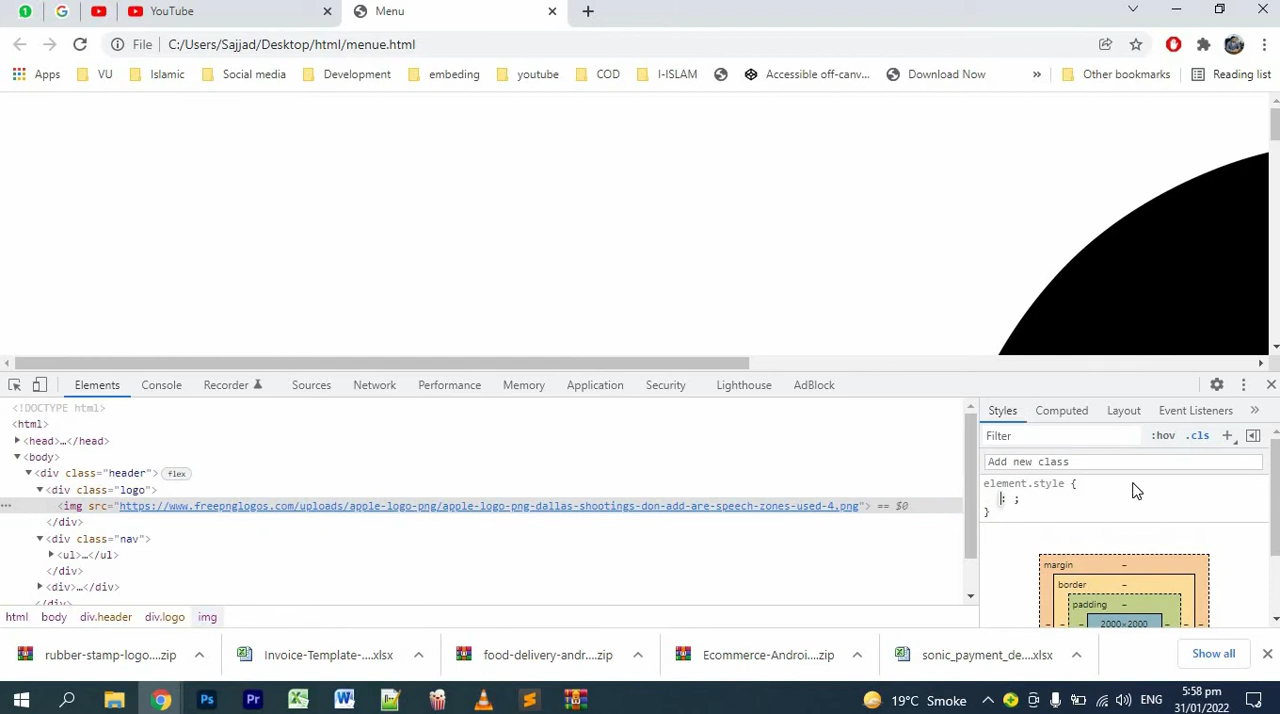 YouTube
Menu
File
C:/Users/Sajjad/Desktop/html/menue.html
Apps
VU
Islamic
Social media
Development
embeding
youtube
COD
I-ISLAM
Accessible off-canv...
Download Now
»
Other bookmarks
Reading list
Elements
Console
Recorder
Sources
Network
Performance
Memory
Application
Security
Lighthouse
AdBlock
<!DOCTYPE html>
<html>
<head>…</head>
<body>
<div class="header"> flex
<div class="logo">
<img src="https://www.freepnglogos.com/uploads/apple-logo-png/apple-logo-png-dallas-shootings-don-add-are-speech-zones-used-4.png"> == $0
</div>
<div class="nav">
<ul>…</ul>
</div>
<div>…</div>
</div>
html body div.header div.logo img
Styles
Computed
Layout
Event Listeners
»
Filter
:hov .cls +
Add new class
element.style {
: ;
}
margin –
border –
padding –
2000×2000
rubber-stamp-logo....zip
Invoice-Template-....xlsx
food-delivery-andr....zip
Ecommerce-Androi....zip
sonic_payment_de....xlsx
Show all
19°C Smoke
ENG
5:58 pm
31/01/2022